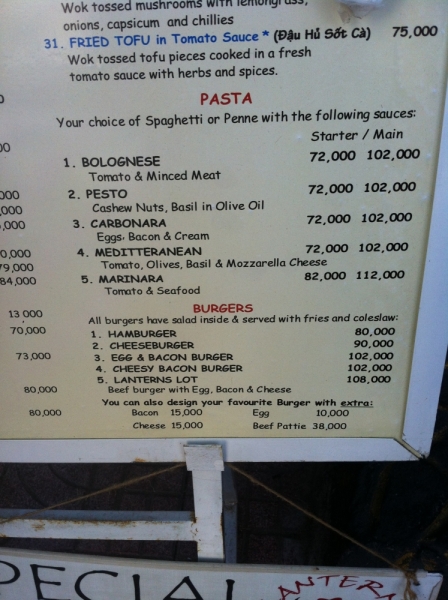 Wok tossed mushrooms with lemongrass,
onions, capsicum and chillies
31. FRIED TOFU in Tomato Sauce * (Đậu Hủ Sốt Cà) 75,000
Wok tossed tofu pieces cooked in a fresh
tomato sauce with herbs and spices.
PASTA
Your choice of Spaghetti or Penne with the following sauces:
Starter / Main
1. BOLOGNESE 72,000 102,000
Tomato & Minced Meat
2. PESTO 72,000 102,000
Cashew Nuts, Basil in Olive Oil
3. CARBONARA 72,000 102,000
Eggs, Bacon & Cream
4. MEDITTERANEAN 72,000 102,000
Tomato, Olives, Basil & Mozzarella Cheese
5. MARINARA 82,000 112,000
Tomato & Seafood
BURGERS
All burgers have salad inside & served with fries and coleslaw:
1. HAMBURGER 80,000
2. CHEESEBURGER 90,000
3. EGG & BACON BURGER 102,000
4. CHEESY BACON BURGER 102,000
5. LANTERNS LOT 108,000
Beef burger with Egg, Bacon & Cheese
You can also design your favourite Burger with extra:
Bacon 15,000 Egg 10,000
Cheese 15,000 Beef Pattie 38,000
13,000
70,000
73,000
80,000
80,000
PECIAL
ANTERN